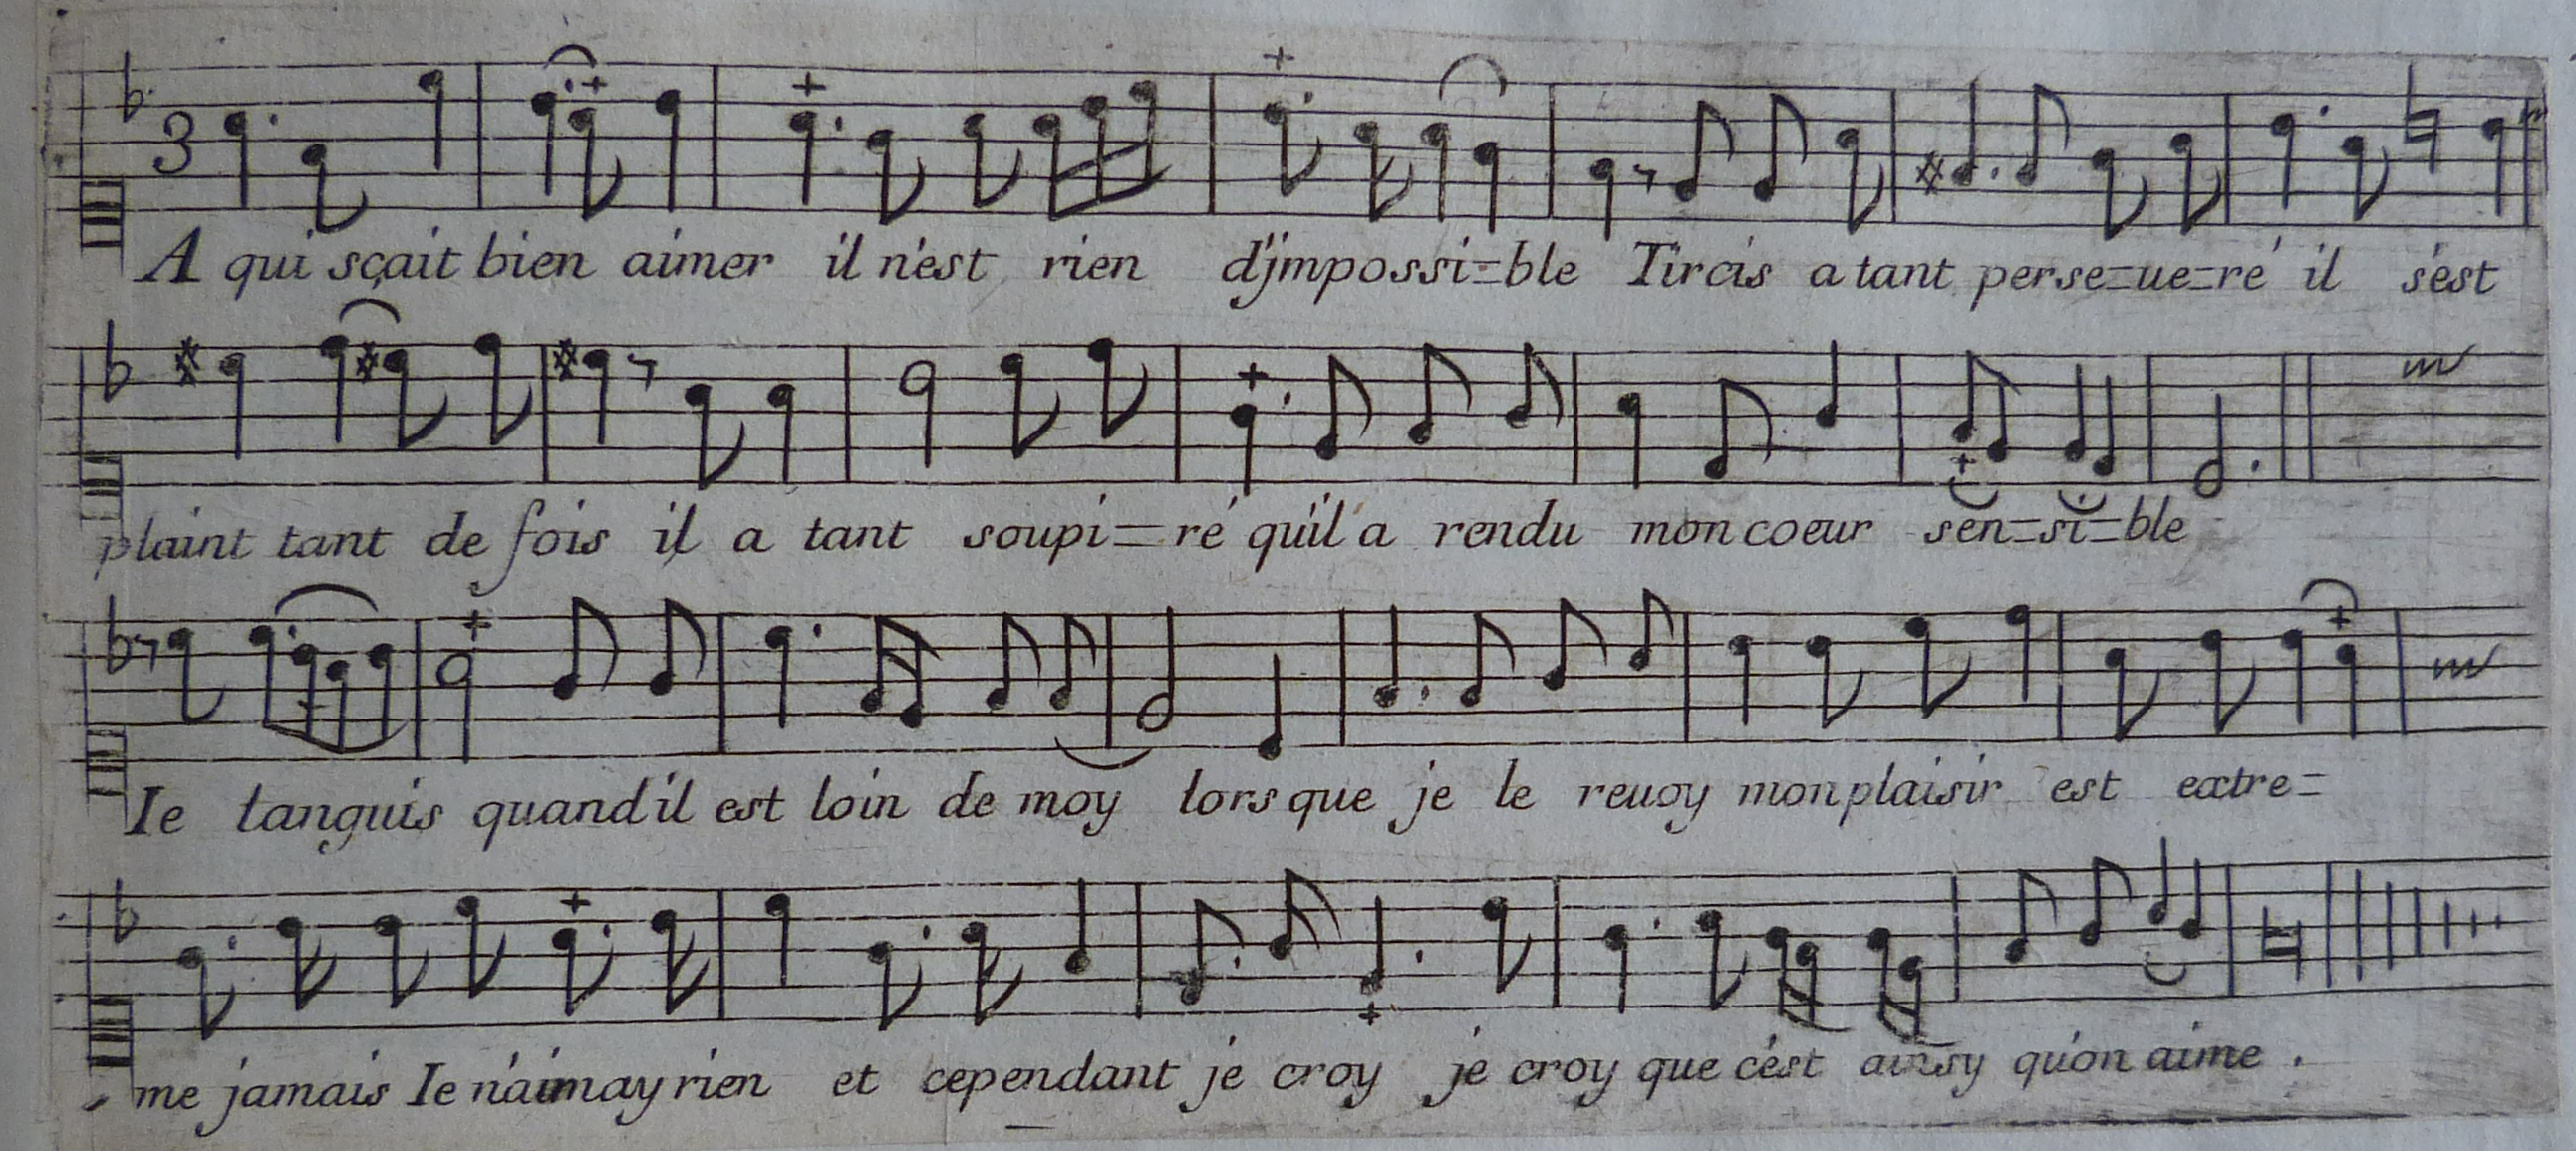 3
A qui sçait bien aimer il n'est rien d'jmpossi=ble Tircis a tant perse=ue=ré il s'est
plaint tant de fois il a tant soupi=ré qu'il a rendu mon coeur sen=si=ble
Ie languis quand il est loin de moy lors que je le reuoy mon plaisir est extre=
me jamais Ie n'aimay rien et cependant je croy je croy que c'est ainsy qu'on aime .